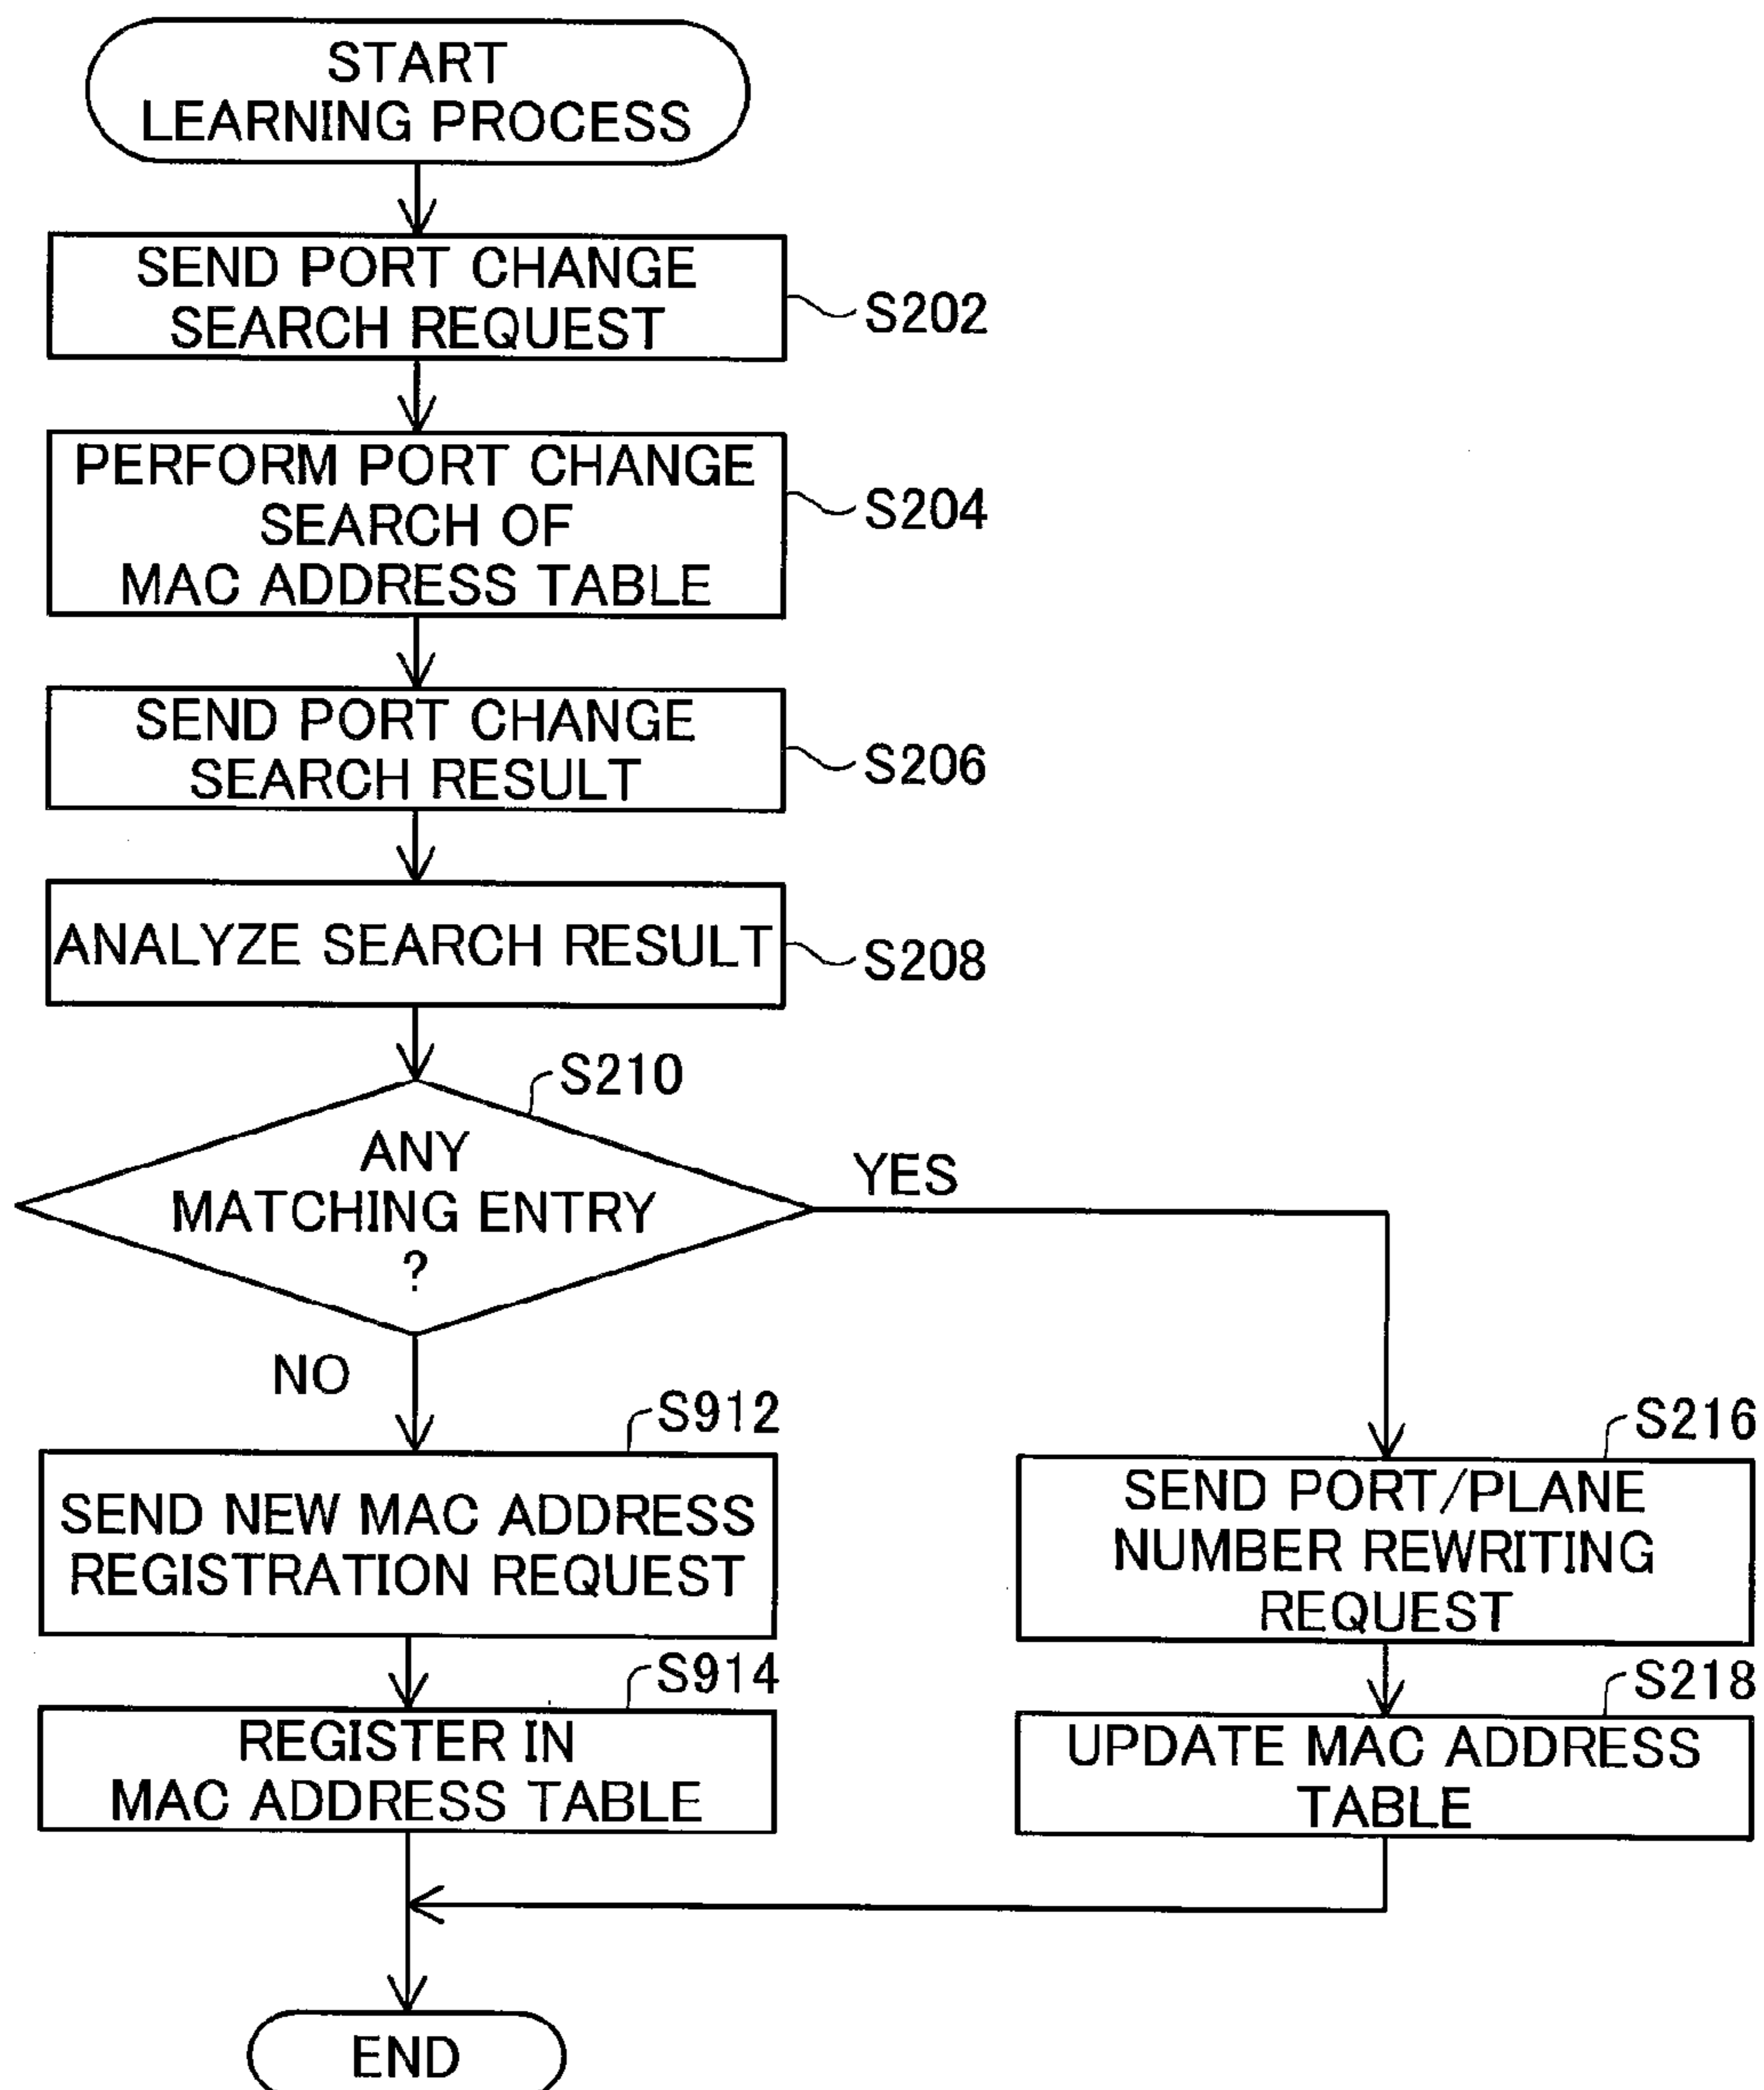 START
LEARNING PROCESS
SEND PORT CHANGE
SEARCH REQUEST
S202
PERFORM PORT CHANGE
SEARCH OF
MAC ADDRESS TABLE
S204
SEND PORT CHANGE
SEARCH RESULT
S206
ANALYZE SEARCH RESULT
S208
S210
ANY
MATCHING ENTRY
?
YES
NO
S912
SEND NEW MAC ADDRESS
REGISTRATION REQUEST
S914
REGISTER IN
MAC ADDRESS TABLE
S216
SEND PORT/PLANE
NUMBER REWRITING
REQUEST
S218
UPDATE MAC ADDRESS
TABLE
END